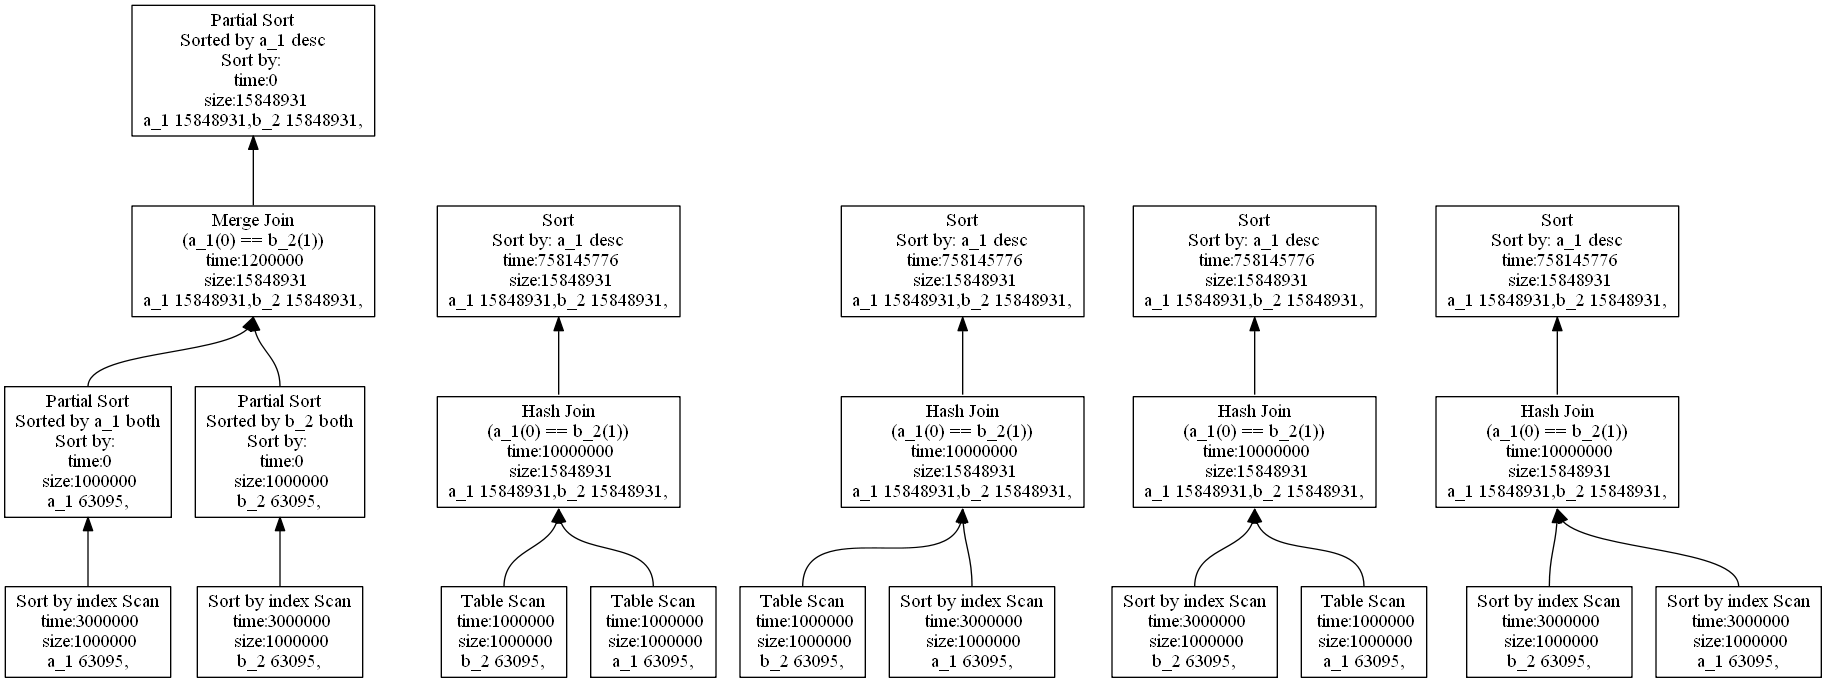 Partial Sort
Sorted by a_1 desc
Sort by:
time:0
size:15848931
a_1 15848931,b_2 15848931,
Merge Join
(a_1(0) == b_2(1))
time:1200000
size:15848931
a_1 15848931,b_2 15848931,
Sort
Sort by: a_1 desc
time:758145776
size:15848931
a_1 15848931,b_2 15848931,
Sort
Sort by: a_1 desc
time:758145776
size:15848931
a_1 15848931,b_2 15848931,
Sort
Sort by: a_1 desc
time:758145776
size:15848931
a_1 15848931,b_2 15848931,
Sort
Sort by: a_1 desc
time:758145776
size:15848931
a_1 15848931,b_2 15848931,
Partial Sort
Sorted by a_1 both
Sort by:
time:0
size:1000000
a_1 63095,
Partial Sort
Sorted by b_2 both
Sort by:
time:0
size:1000000
b_2 63095,
Hash Join
(a_1(0) == b_2(1))
time:10000000
size:15848931
a_1 15848931,b_2 15848931,
Hash Join
(a_1(0) == b_2(1))
time:10000000
size:15848931
a_1 15848931,b_2 15848931,
Hash Join
(a_1(0) == b_2(1))
time:10000000
size:15848931
a_1 15848931,b_2 15848931,
Hash Join
(a_1(0) == b_2(1))
time:10000000
size:15848931
a_1 15848931,b_2 15848931,
Sort by index Scan
time:3000000
size:1000000
a_1 63095,
Sort by index Scan
time:3000000
size:1000000
b_2 63095,
Table Scan
time:1000000
size:1000000
b_2 63095,
Table Scan
time:1000000
size:1000000
a_1 63095,
Table Scan
time:1000000
size:1000000
b_2 63095,
Sort by index Scan
time:3000000
size:1000000
a_1 63095,
Sort by index Scan
time:3000000
size:1000000
b_2 63095,
Table Scan
time:1000000
size:1000000
a_1 63095,
Sort by index Scan
time:3000000
size:1000000
b_2 63095,
Sort by index Scan
time:3000000
size:1000000
a_1 63095,